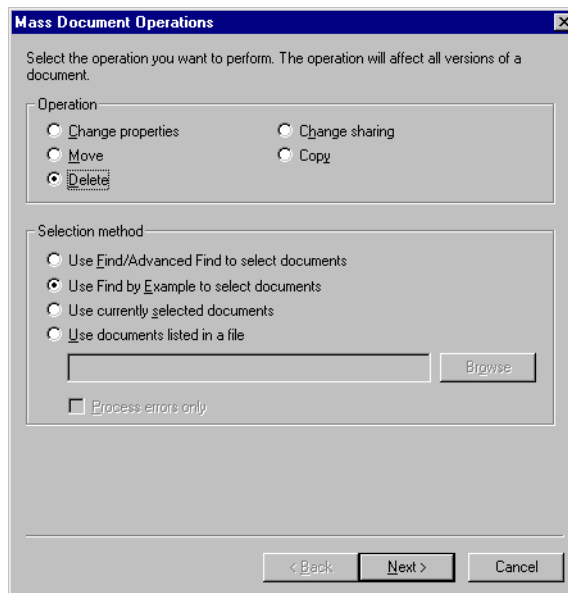 Mass Document Operations
Select the operation you want to perform. The operation will affect all versions of a
document.
Operation
Change properties
Change sharing
Move
Copy
Delete
Selection method
Use Find/Advanced Find to select documents
Use Find by Example to select documents
Use currently selected documents
Use documents listed in a file
Browse
Process errors only
< Back
Next >
Cancel